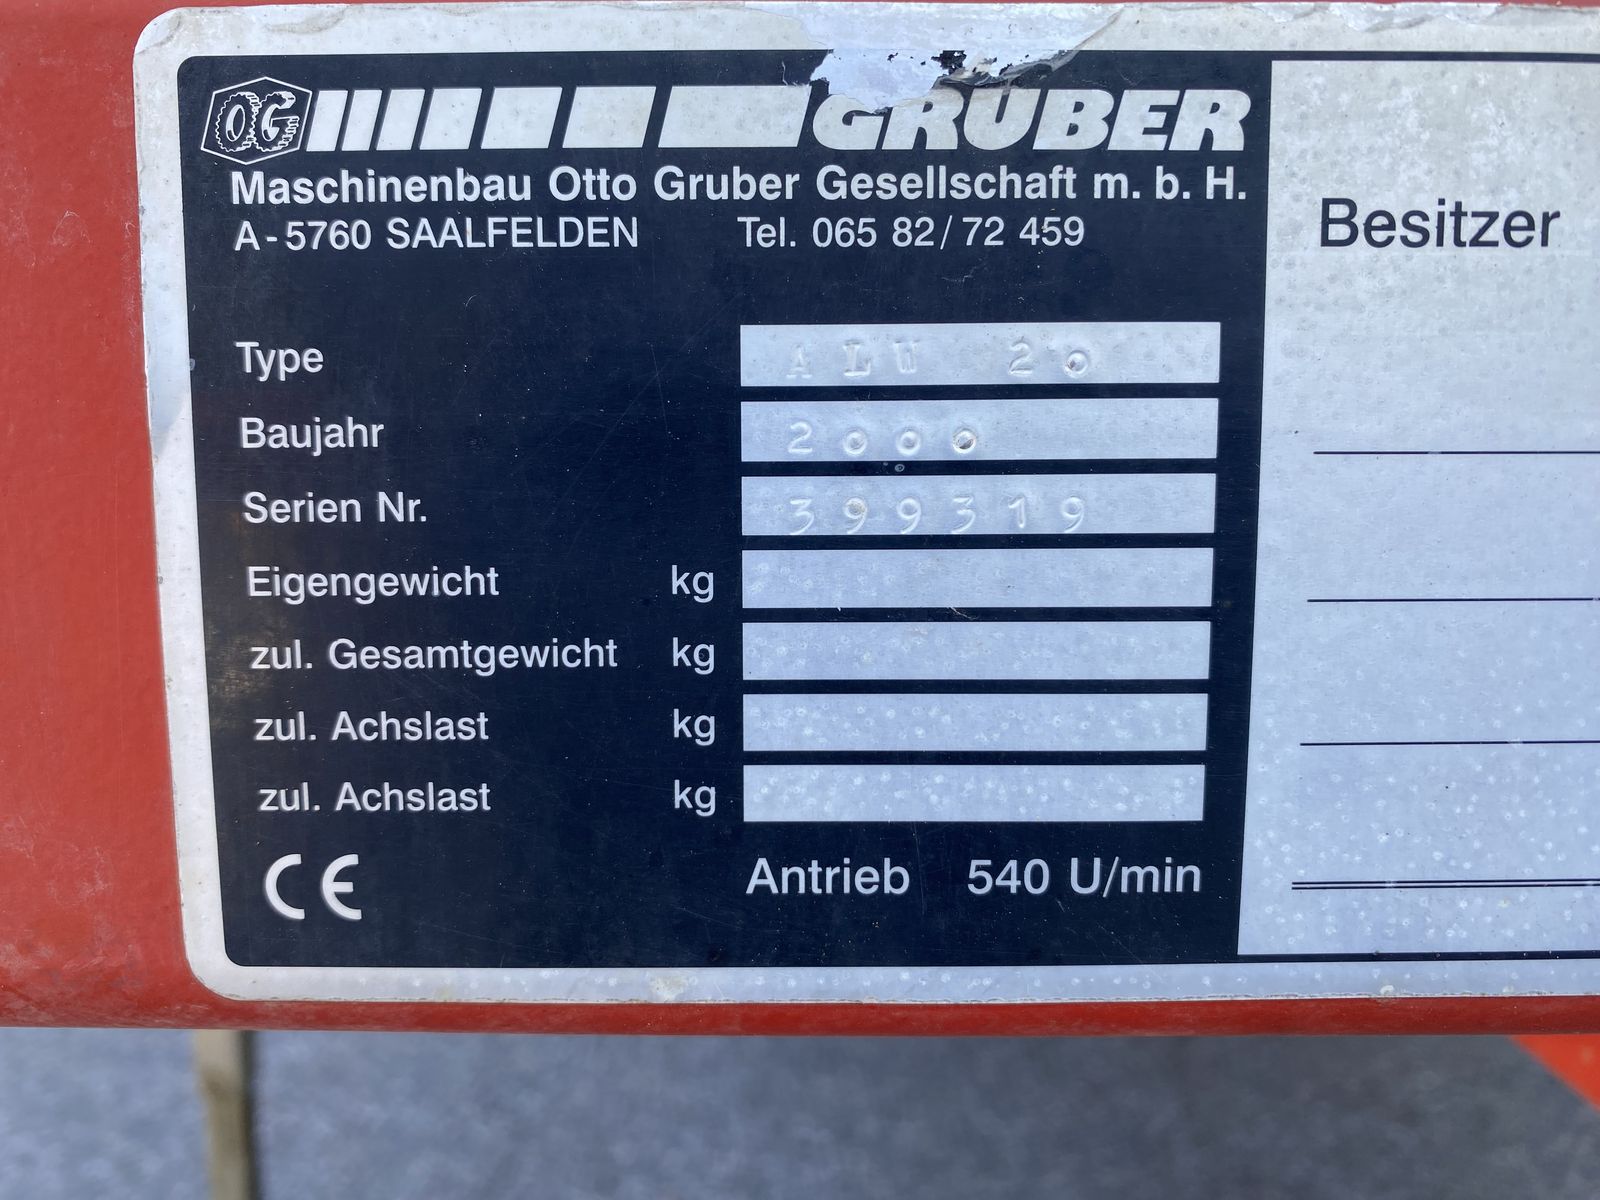 OG GRUBER
Maschinenbau Otto Gruber Gesellschaft m. b. H.
A-5760 SAALFELDEN Tel. 065 82/72 459
Besitzer
Type ALW 20
Baujahr 2000
Serien Nr. 399319
Eigengewicht kg
zul. Gesamtgewicht kg
zul. Achslast kg
zul. Achslast kg
CE Antrieb 540 U/min